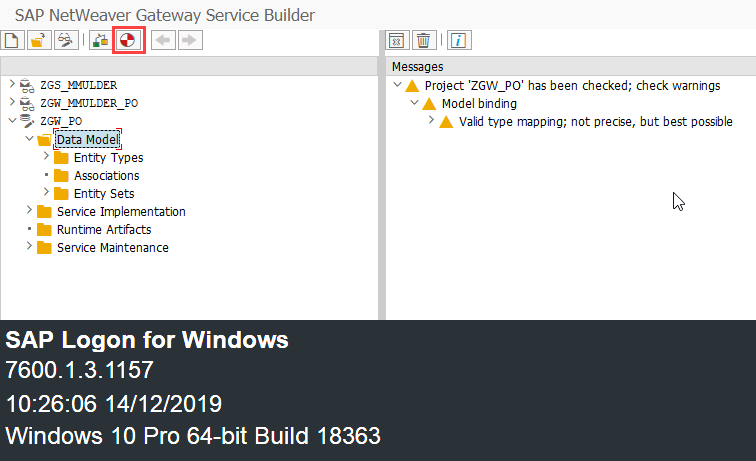 SAP NetWeaver Gateway Service Builder
Messages
ZGS_MMULDER
ZGW_MMULDER_PO
ZGW_PO
Data Model
Entity Types
Associations
Entity Sets
Service Implementation
Runtime Artifacts
Service Maintenance
Project 'ZGW_PO' has been checked; check warnings
Model binding
Valid type mapping; not precise, but best possible
SAP Logon for Windows
7600.1.3.1157
10:26:06 14/12/2019
Windows 10 Pro 64-bit Build 18363